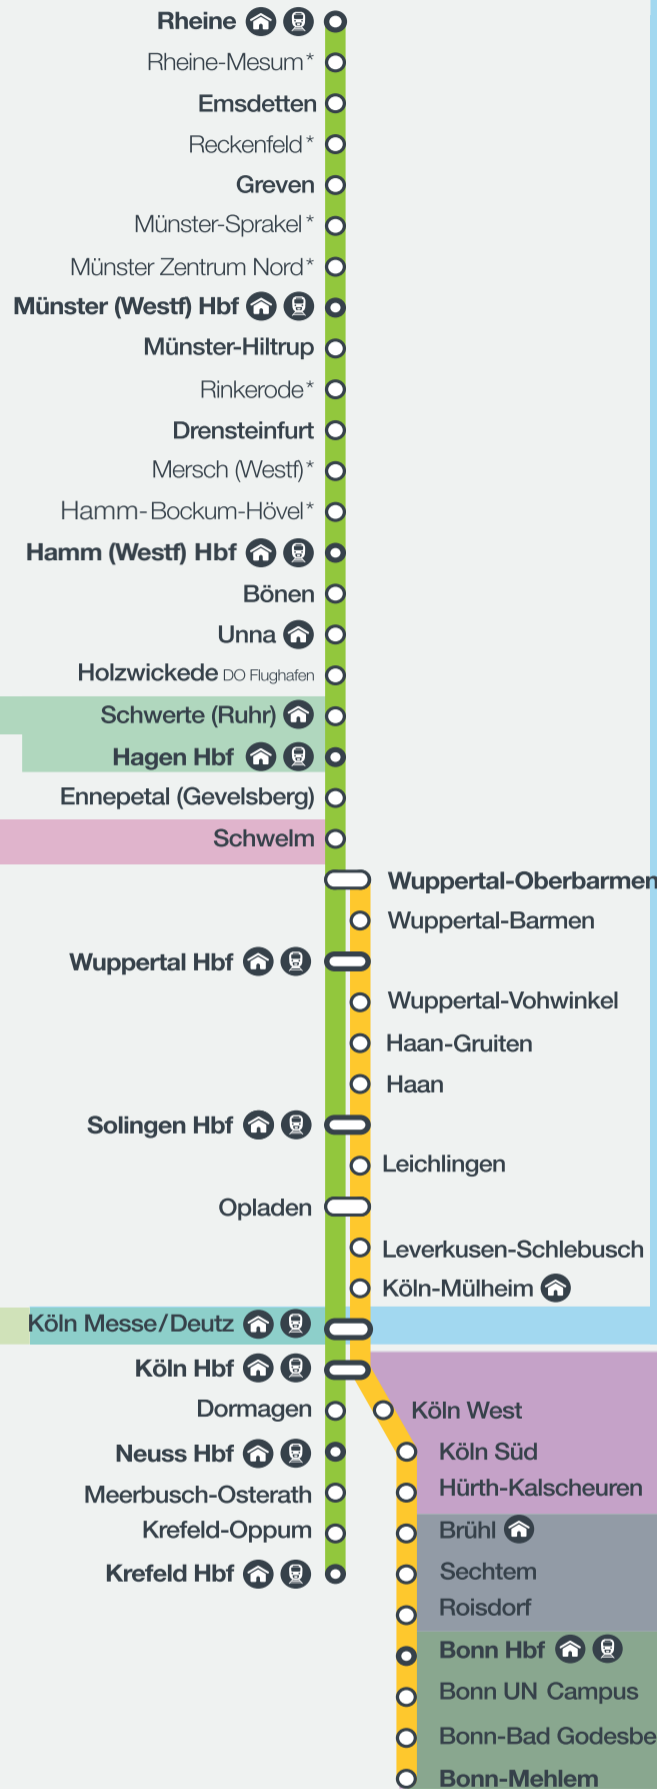 Rheine
Rheine-Mesum*
Emsdetten
Reckenfeld*
Greven
Münster-Sprakel*
Münster Zentrum Nord*
Münster (Westf) Hbf
Münster-Hiltrup
Rinkerode*
Drensteinfurt
Mersch (Westf)*
Hamm-Bockum-Hövel*
Hamm (Westf) Hbf
Bönen
Unna
Holzwickede DO Flughafen
Schwerte (Ruhr)
Hagen Hbf
Ennepetal (Gevelsberg)
Schwelm
Wuppertal-Oberbarmen
Wuppertal-Barmen
Wuppertal Hbf
Wuppertal-Vohwinkel
Haan-Gruiten
Haan
Solingen Hbf
Leichlingen
Opladen
Leverkusen-Schlebusch
Köln-Mülheim
Köln Messe/Deutz
Köln Hbf
Dormagen
Köln West
Neuss Hbf
Köln Süd
Meerbusch-Osterath
Hürth-Kalscheuren
Krefeld-Oppum
Brühl
Krefeld Hbf
Sechtem
Roisdorf
Bonn Hbf
Bonn UN Campus
Bonn-Bad Godesbe
Bonn-Mehlem